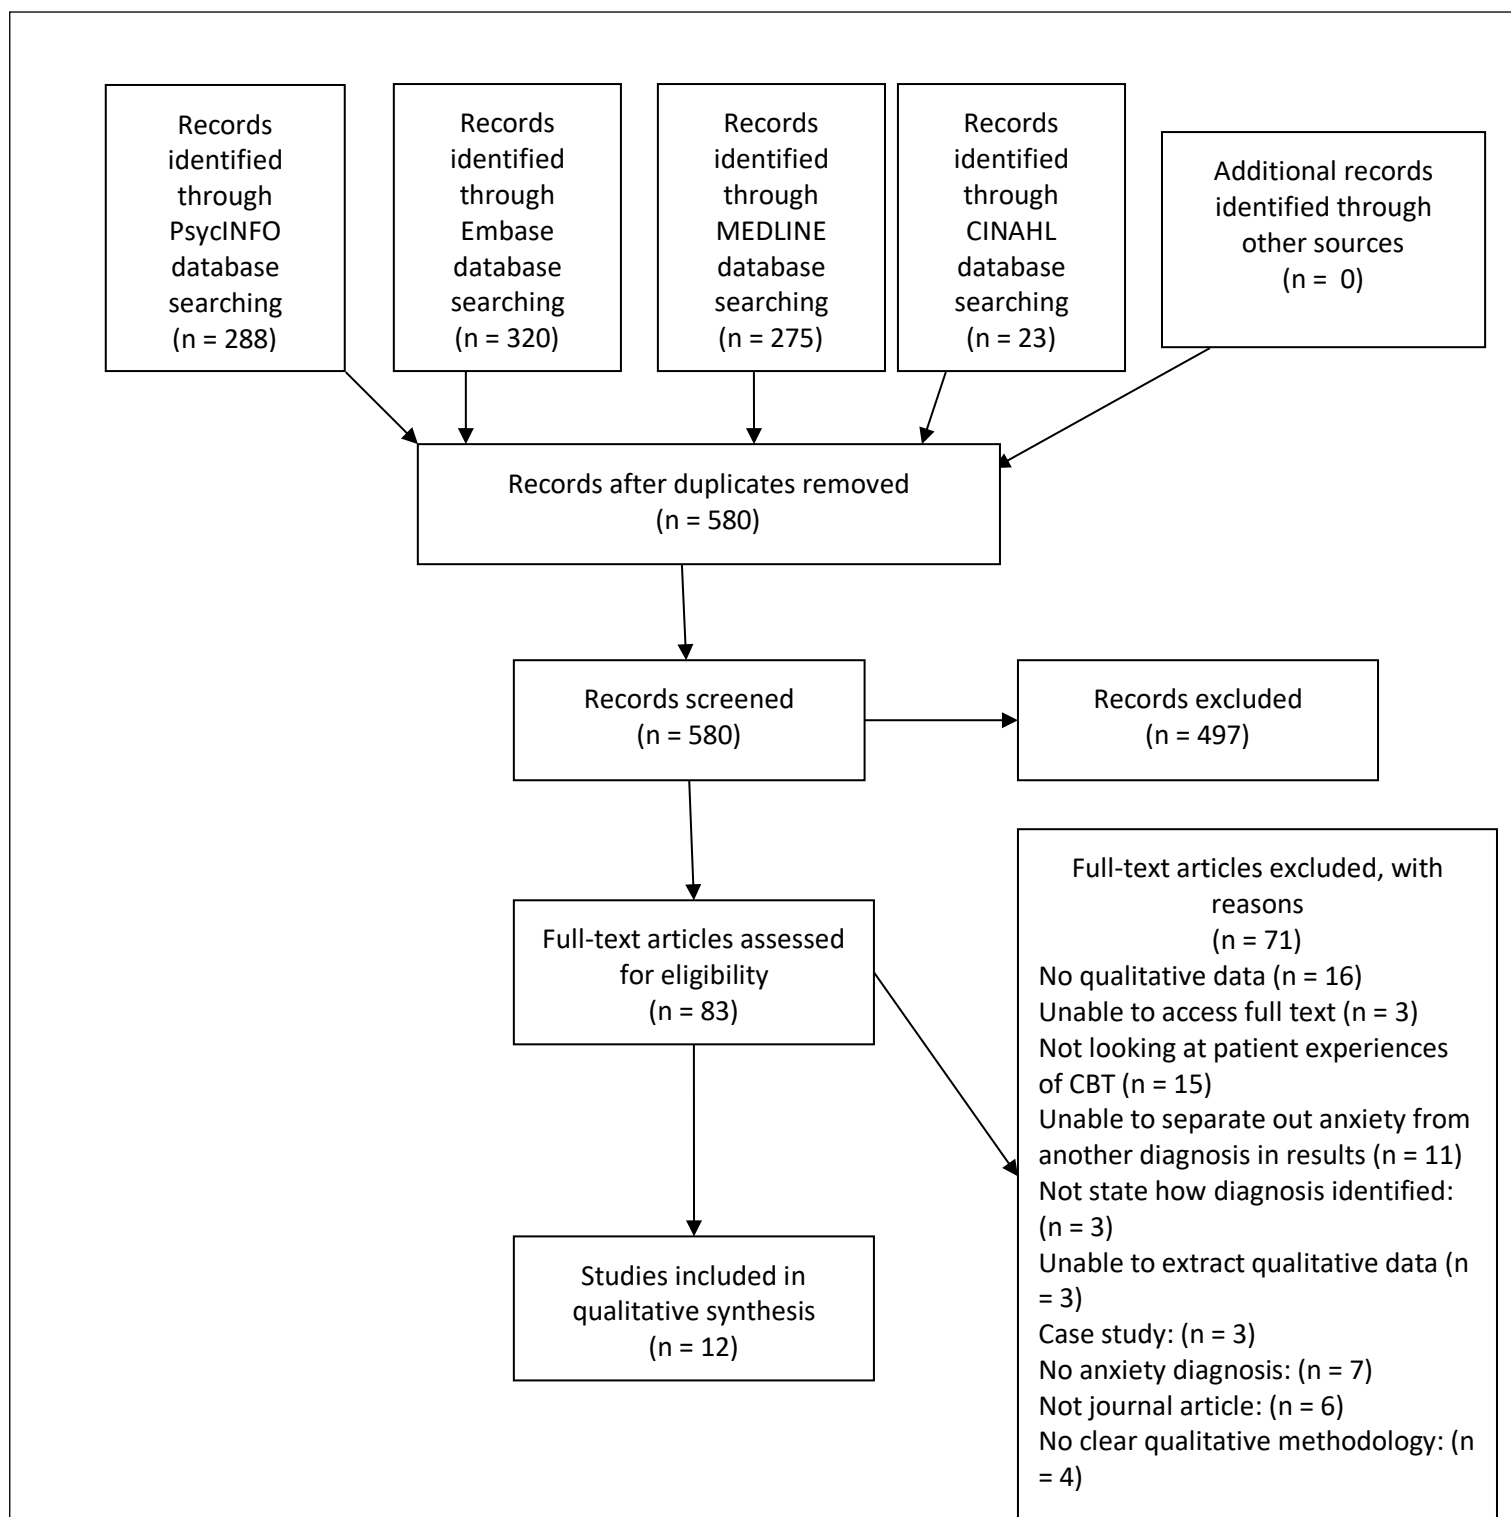 Records
identified
through
PsycINFO
database
searching
(n = 288)
Records
identified
through
Embase
database
searching
(n = 320)
Records
identified
through
MEDLINE
database
searching
(n = 275)
Records
identified
through
CINAHL
database
searching
(n = 23)
Additional records
identified through
other sources
(n = 0)
Records after duplicates removed
(n = 580)
Records screened
(n = 580)
Records excluded
(n = 497)
Full-text articles assessed
for eligibility
(n = 83)
Full-text articles excluded, with
reasons
(n = 71)
No qualitative data (n = 16)
Unable to access full text (n = 3)
Not looking at patient experiences
of CBT (n = 15)
Unable to separate out anxiety from
another diagnosis in results (n = 11)
Not state how diagnosis identified:
(n = 3)
Unable to extract qualitative data (n
= 3)
Case study: (n = 3)
No anxiety diagnosis: (n = 7)
Not journal article: (n = 6)
No clear qualitative methodology: (n
= 4)
Studies included in
qualitative synthesis
(n = 12)